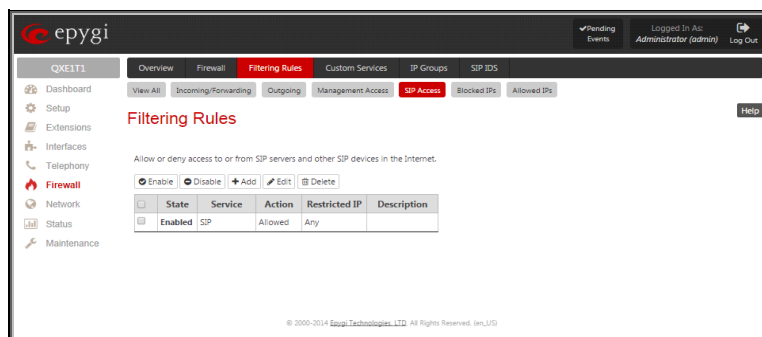 epygi
✔Pending Events
Logged In As:
Administrator (admin)
Log Out
QXE1T1
Dashboard
Setup
Extensions
Interfaces
Telephony
Firewall
Network
Status
Maintenance
Overview Firewall Filtering Rules Custom Services IP Groups SIP IDS
View All Incoming/Forwarding Outgoing Management Access SIP Access Blocked IPs Allowed IPs
Help
Filtering Rules
Allow or deny access to or from SIP servers and other SIP devices in the Internet.
Enable Disable Add Edit Delete
State Service Action Restricted IP Description
Enabled SIP Allowed Any
© 2000-2014 Epygi Technologies, LTD. All Rights Reserved. (en_US)